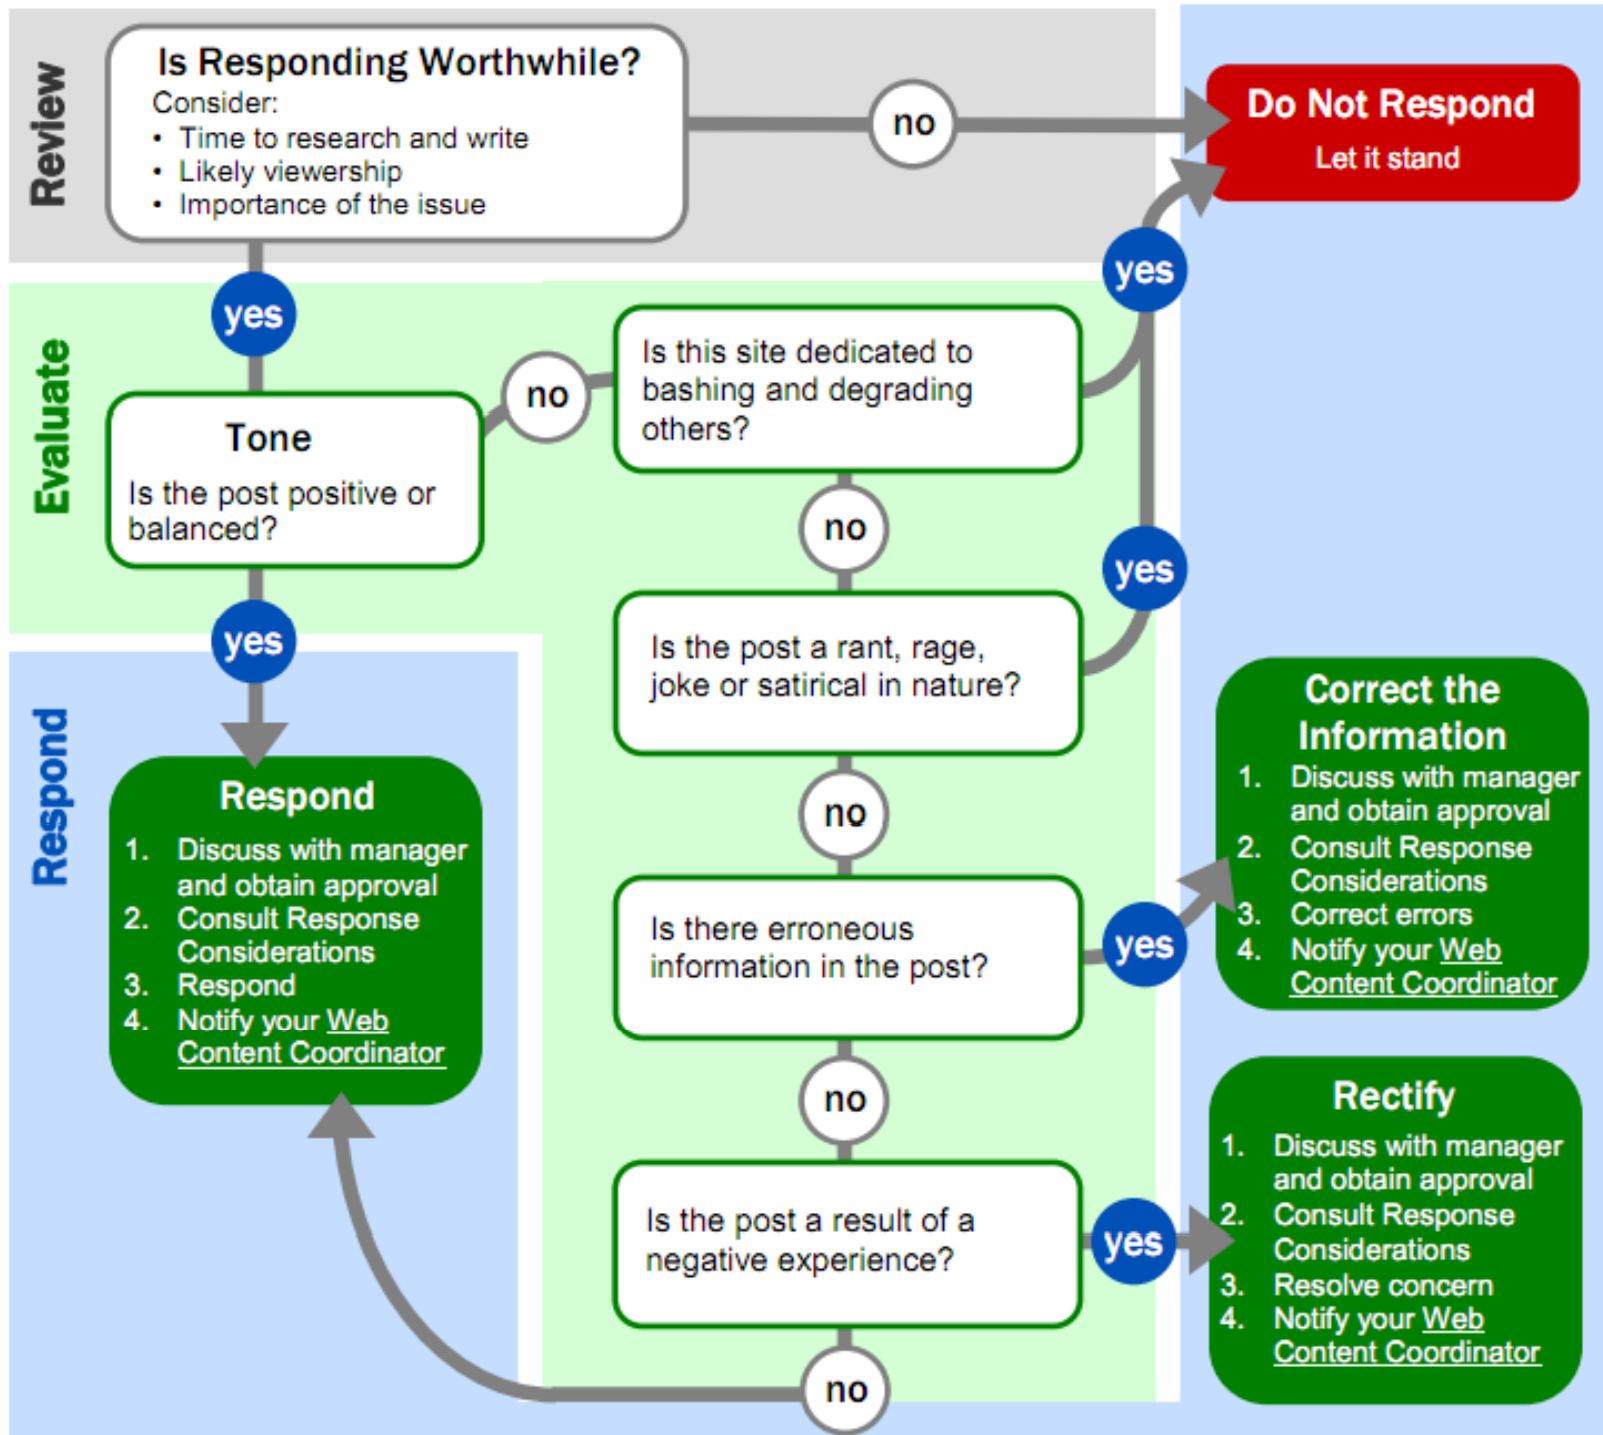 Review
Is Responding Worthwhile?
Consider:
• Time to research and write
• Likely viewership
• Importance of the issue
no
Do Not Respond
Let it stand
yes
yes
Evaluate
Tone
Is the post positive or
balanced?
no
Is this site dedicated to
bashing and degrading
others?
no
yes
Is the post a rant, rage,
joke or satirical in nature?
no
yes
Respond
Respond
1. Discuss with manager
and obtain approval
2. Consult Response
Considerations
3. Respond
4. Notify your Web
Content Coordinator
Is there erroneous
information in the post?
yes
Correct the
Information
1. Discuss with manager
and obtain approval
2. Consult Response
Considerations
3. Correct errors
4. Notify your Web
Content Coordinator
no
Is the post a result of a
negative experience?
yes
Rectify
1. Discuss with manager
and obtain approval
2. Consult Response
Considerations
3. Resolve concern
4. Notify your Web
Content Coordinator
no